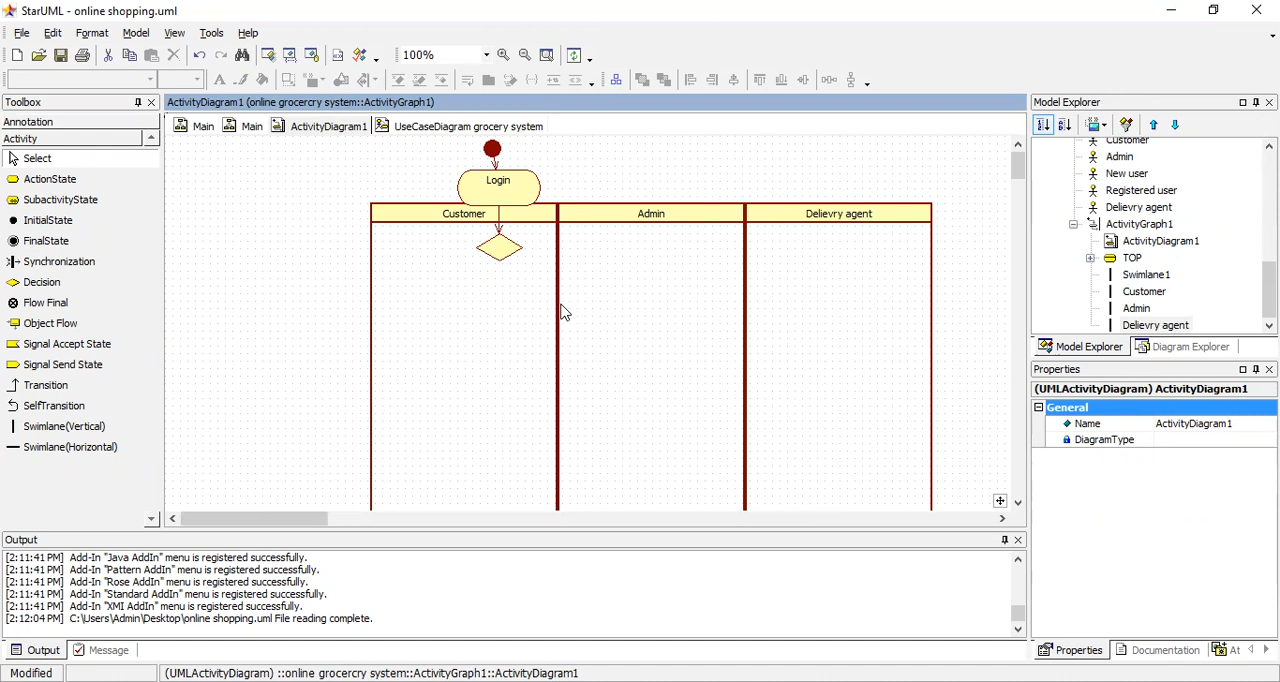 StarUML - online shopping.uml
File Edit Format Model View Tools Help
100%
Toolbox
Annotation
Activity
Select
ActionState
SubactivityState
InitialState
FinalState
Synchronization
Decision
Flow Final
Object Flow
Signal Accept State
Signal Send State
Transition
SelfTransition
Swimlane(Vertical)
Swimlane(Horizontal)
ActivityDiagram1 (online grocercry system::ActivityGraph1)
Main Main ActivityDiagram1 UseCaseDiagram grocery system
Login
Customer Admin Delievry agent
Model Explorer
Customer
Admin
New user
Registered user
Delievry agent
ActivityGraph1
ActivityDiagram1
TOP
Swimlane1
Customer
Admin
Delievry agent
Model Explorer Diagram Explorer
Properties
(UMLActivityDiagram) ActivityDiagram1
General
Name ActivityDiagram1
DiagramType
Properties Documentation At
Output
[2:11:41 PM] Add-In "Java AddIn" menu is registered successfully.
[2:11:41 PM] Add-In "Pattern AddIn" menu is registered successfully.
[2:11:41 PM] Add-In "Rose AddIn" menu is registered successfully.
[2:11:41 PM] Add-In "Standard AddIn" menu is registered successfully.
[2:11:41 PM] Add-In "XMI AddIn" menu is registered successfully.
[2:12:04 PM] C:\Users\Admin\Desktop\online shopping.uml File reading complete.
Output Message
Modified (UMLActivityDiagram) ::online grocercry system::ActivityGraph1::ActivityDiagram1